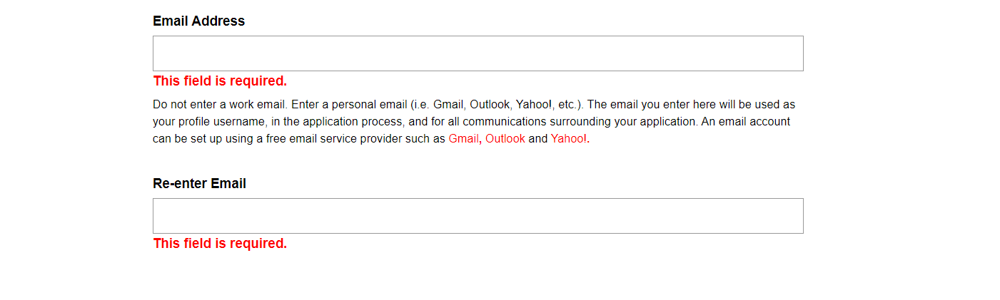 Email Address
This field is required.
Do not enter a work email. Enter a personal email (i.e. Gmail, Outlook, Yahoo!, etc.). The email you enter here will be used as
your profile username, in the application process, and for all communications surrounding your application. An email account
can be set up using a free email service provider such as Gmail, Outlook and Yahoo!.
Re-enter Email
This field is required.